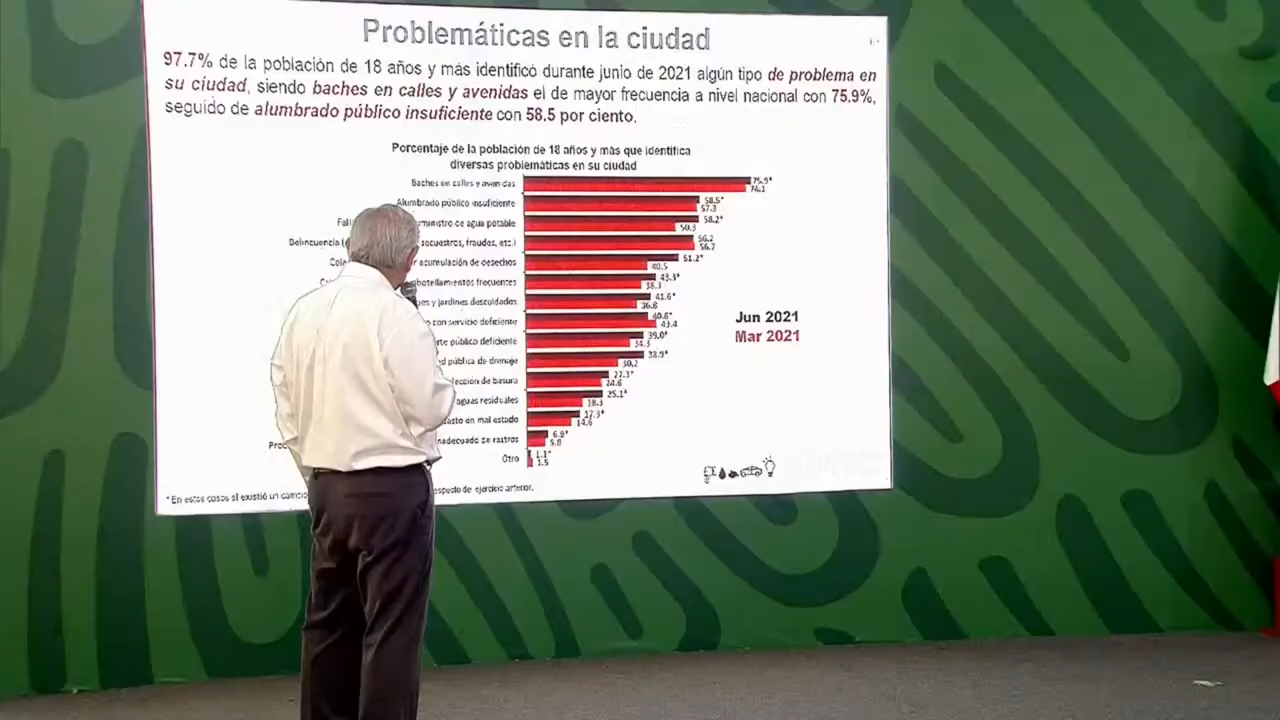 Problemáticas en la ciudad
97.7% de la población de 18 años y más identificó durante junio de 2021 algún tipo de problema en
su ciudad, siendo baches en calles y avenidas el de mayor frecuencia a nivel nacional con 75.9%,
seguido de alumbrado público insuficiente con 58.5 por ciento.
Porcentaje de la población de 18 años y más que identifica
diversas problemáticas en su ciudad
Baches en calles y avenidas 75.9* 74.1
Alumbrado público insuficiente 58.5* 57.3
suministro de agua potable 58.2* 50.3
Delincuencia secuestros, fraudes, etc.) 56.2 56.7
acumulación de desechos 51.2* 40.5
embotellamientos frecuentes 43.3* 38.3
y jardines descuidados 41.6* 36.8
con servicio deficiente 40.6* 43.4
público deficiente 39.0* 34.3
pública de drenaje 38.9* 30.2
de basura 24.6
aguas residuales 25.1* 18.3
en mal estado 17.3* 14.6
inadecuado de rastros 6.8* 5.8
Otro 1.1* 1.5
Jun 2021
Mar 2021
* En estos casos sí existió un respecto de ejercicio anterior.